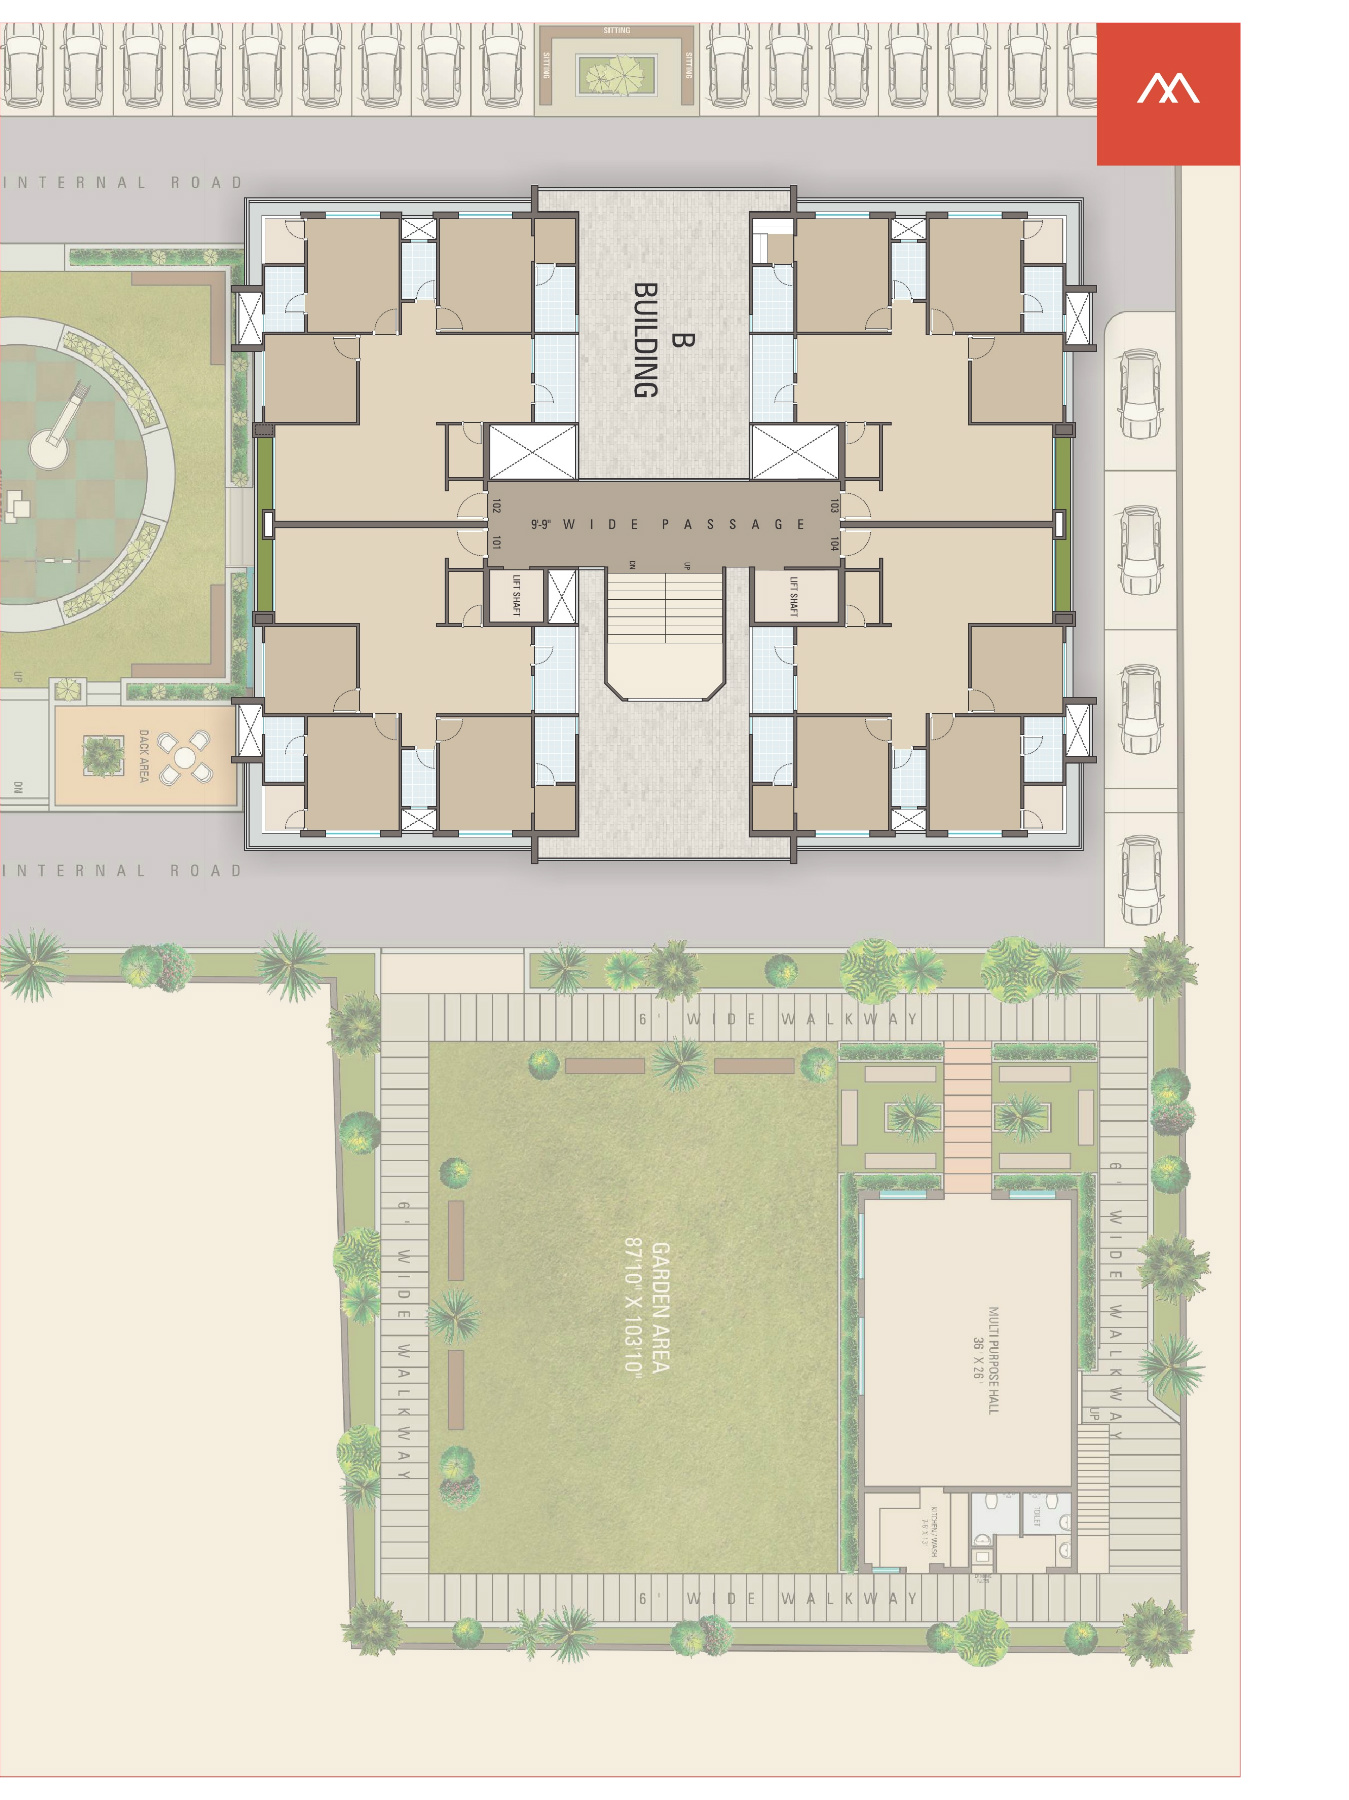 SITTING
SITTING
SITTING
INTERNAL ROAD
B
BUILDING
102
103
9'-9" WIDE PASSAGE
101
104
DN
UP
LIFT SHAFT
LIFT SHAFT
UP
DACK AREA
DN
INTERNAL ROAD
6' WIDE WALKWAY
6' WIDE WALKWAY
6' WIDE WALKWAY
GARDEN AREA
87'10" X 103'10"
MULTI PURPOSE HALL
36' X 26'
UP
KITCHEN / WASH
TOILET
6' WIDE WALKWAY